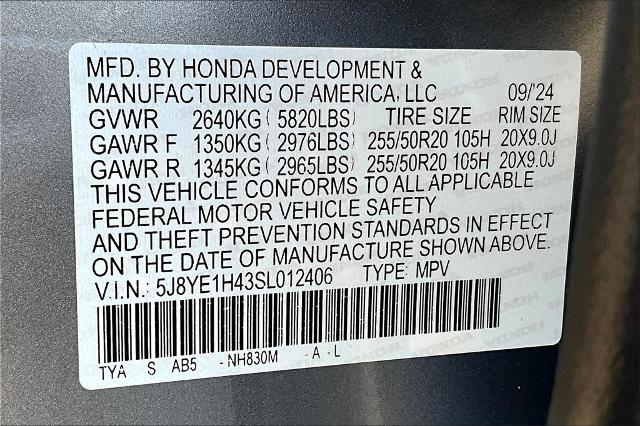 MFD. BY HONDA DEVELOPMENT &
MANUFACTURING OF AMERICA, LLC 09/'24
GVWR 2640KG ( 5820LBS) TIRE SIZE RIM SIZE
GAWR F 1350KG ( 2976LBS) 255/50R20 105H 20X9.0J
GAWR R 1345KG ( 2965LBS) 255/50R20 105H 20X9.0J
THIS VEHICLE CONFORMS TO ALL APPLICABLE
FEDERAL MOTOR VEHICLE SAFETY
AND THEFT PREVENTION STANDARDS IN EFFECT
ON THE DATE OF MANUFACTURE SHOWN ABOVE.
V.I.N.: 5J8YE1H43SL012406 TYPE: MPV
TYA S AB5 - NH830M - A - L